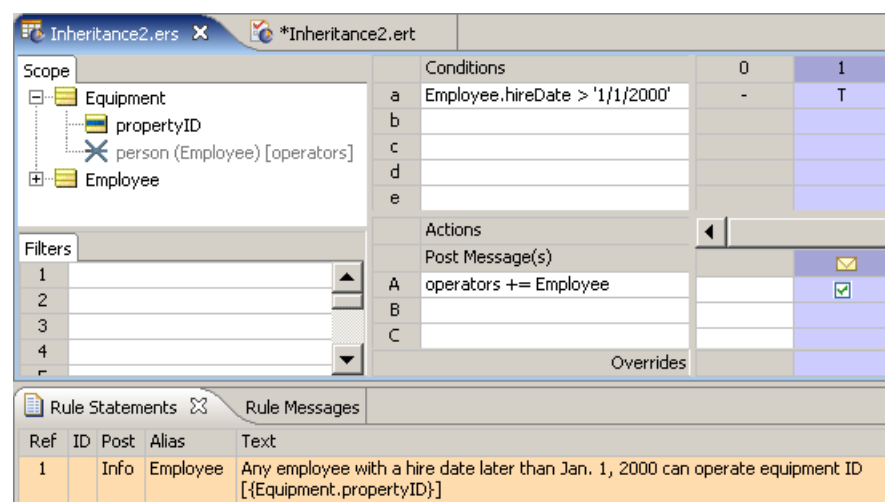 Inheritance2.ers *Inheritance2.ert
Scope Conditions 0 1
Equipment a Employee.hireDate > '1/1/2000' - T
propertyID b
person (Employee) [operators] c
Employee d
e
Actions
Filters Post Message(s)
1 A operators += Employee
2 B
3 C
4 Overrides
Rule Statements Rule Messages
Ref ID Post Alias Text
1 Info Employee Any employee with a hire date later than Jan. 1, 2000 can operate equipment ID
[{Equipment.propertyID}]